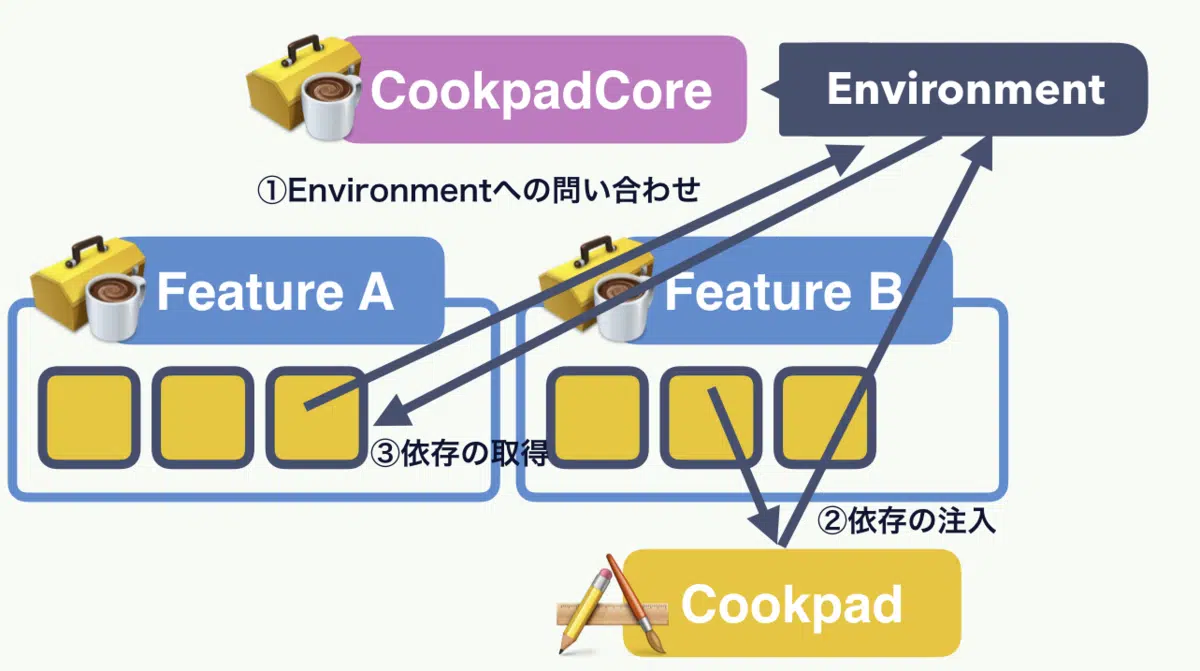 CookpadCore
Environment
①Environmentへの問い合わせ
Feature A
Feature B
③依存の取得
②依存の注入
Cookpad